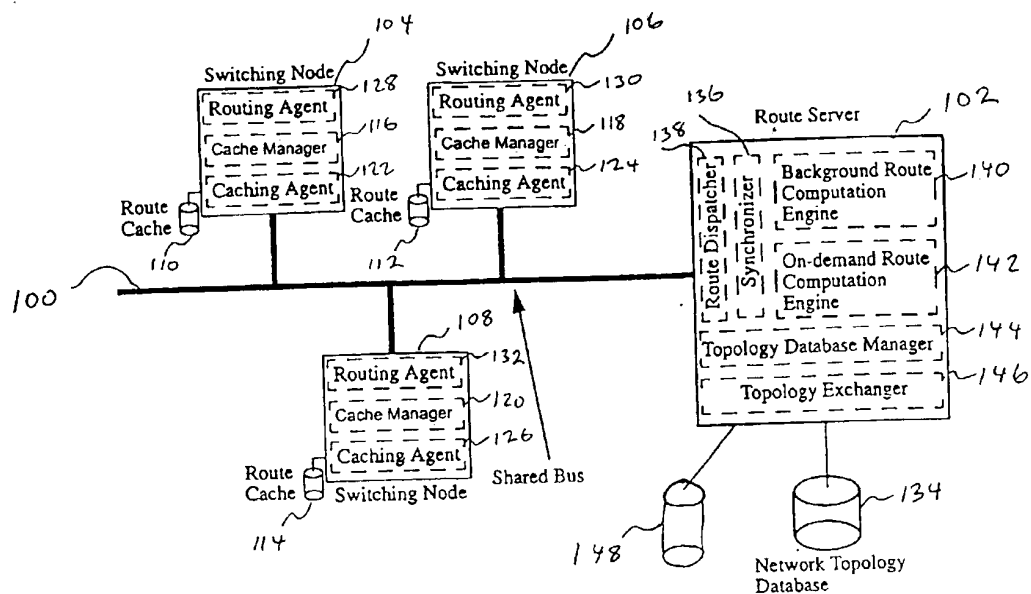 104
Switching Node
128
Routing Agent
116
Cache Manager
122
Caching Agent
Route
Cache
110
106
Switching Node
130
Routing Agent
118
Cache Manager
124
Caching Agent
Route
Cache
112
136
102
Route Server
138
Route Dispatcher
Synchronizer
Background Route
Computation
Engine
140
On-demand Route
Computation
Engine
142
144
Topology Database Manager
146
Topology Exchanger
100
108
132
Routing Agent
120
Cache Manager
126
Caching Agent
Route
Cache
Switching Node
114
Shared Bus
148
134
Network Topology
Database